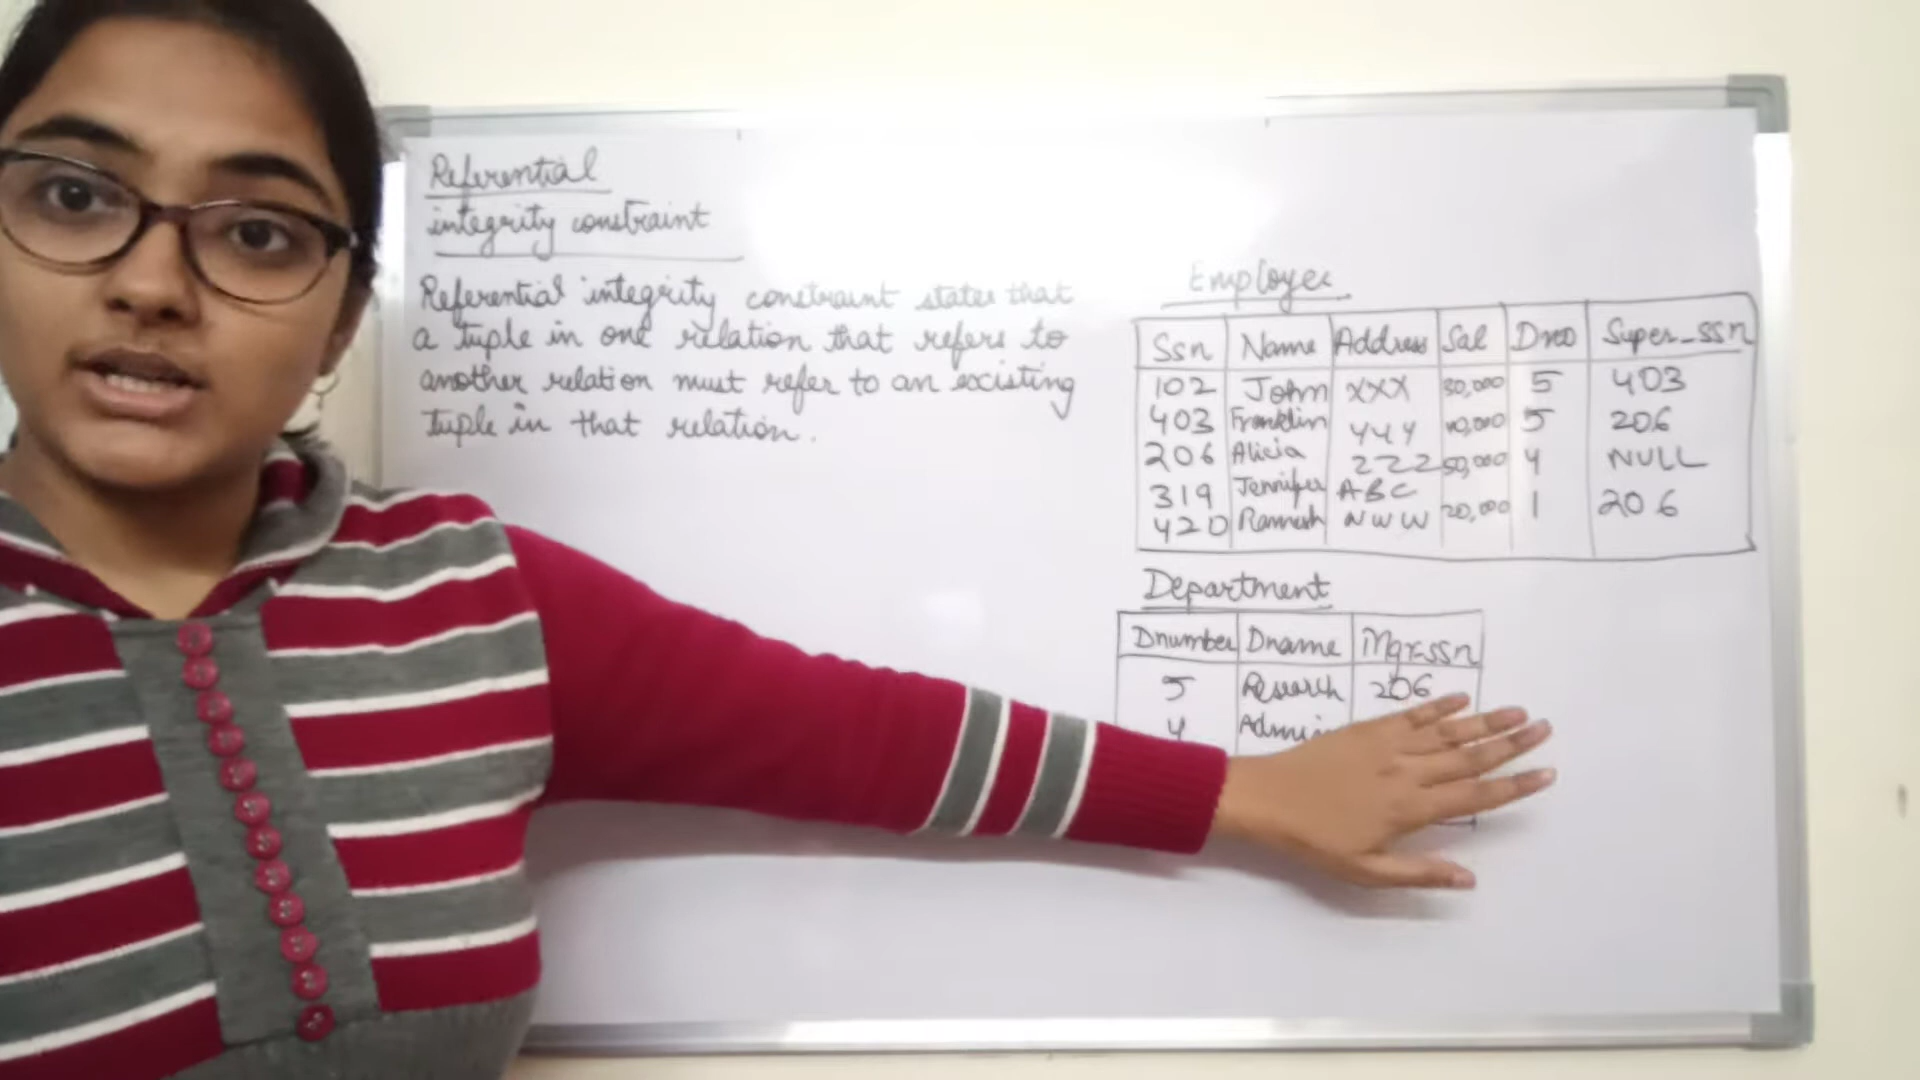 Referential
integrity constraint
Referential integrity constraint states that
a tuple in one relation that refers to
another relation must refer to an existing
tuple in that relation.
Employee
Ssn Name Address Sal Dno Super_ssn
102 John XXX 30,000 5 403
403 Franklin YYY 40,000 5 206
206 Alicia ZZZ 50,000 4 NULL
319 Jennifer ABC
420 Ramesh NWW 20,000 1 206
Department
Dnumber Dname Mgr-ssn
5 Research 206
4